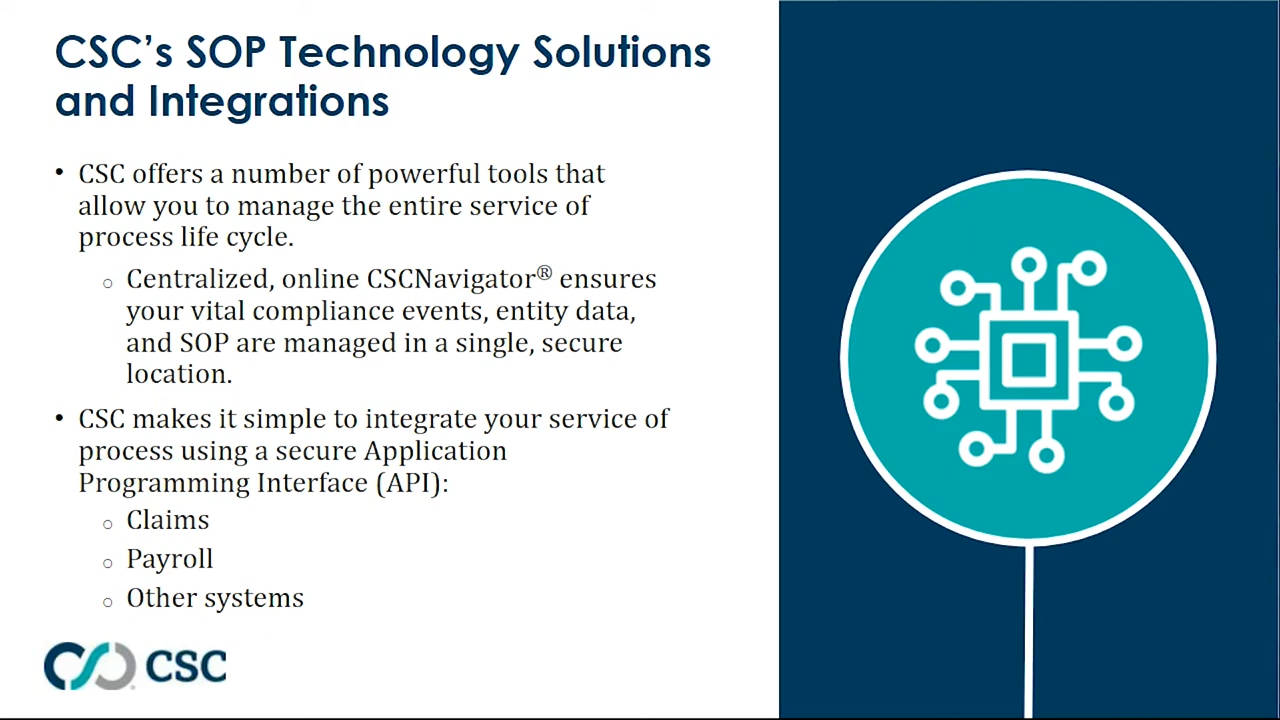 CSC’s SOP Technology Solutions
and Integrations
• CSC offers a number of powerful tools that
allow you to manage the entire service of
process life cycle.
o Centralized, online CSCNavigator® ensures
your vital compliance events, entity data,
and SOP are managed in a single, secure
location.
• CSC makes it simple to integrate your service of
process using a secure Application
Programming Interface (API):
o Claims
o Payroll
o Other systems
CSC